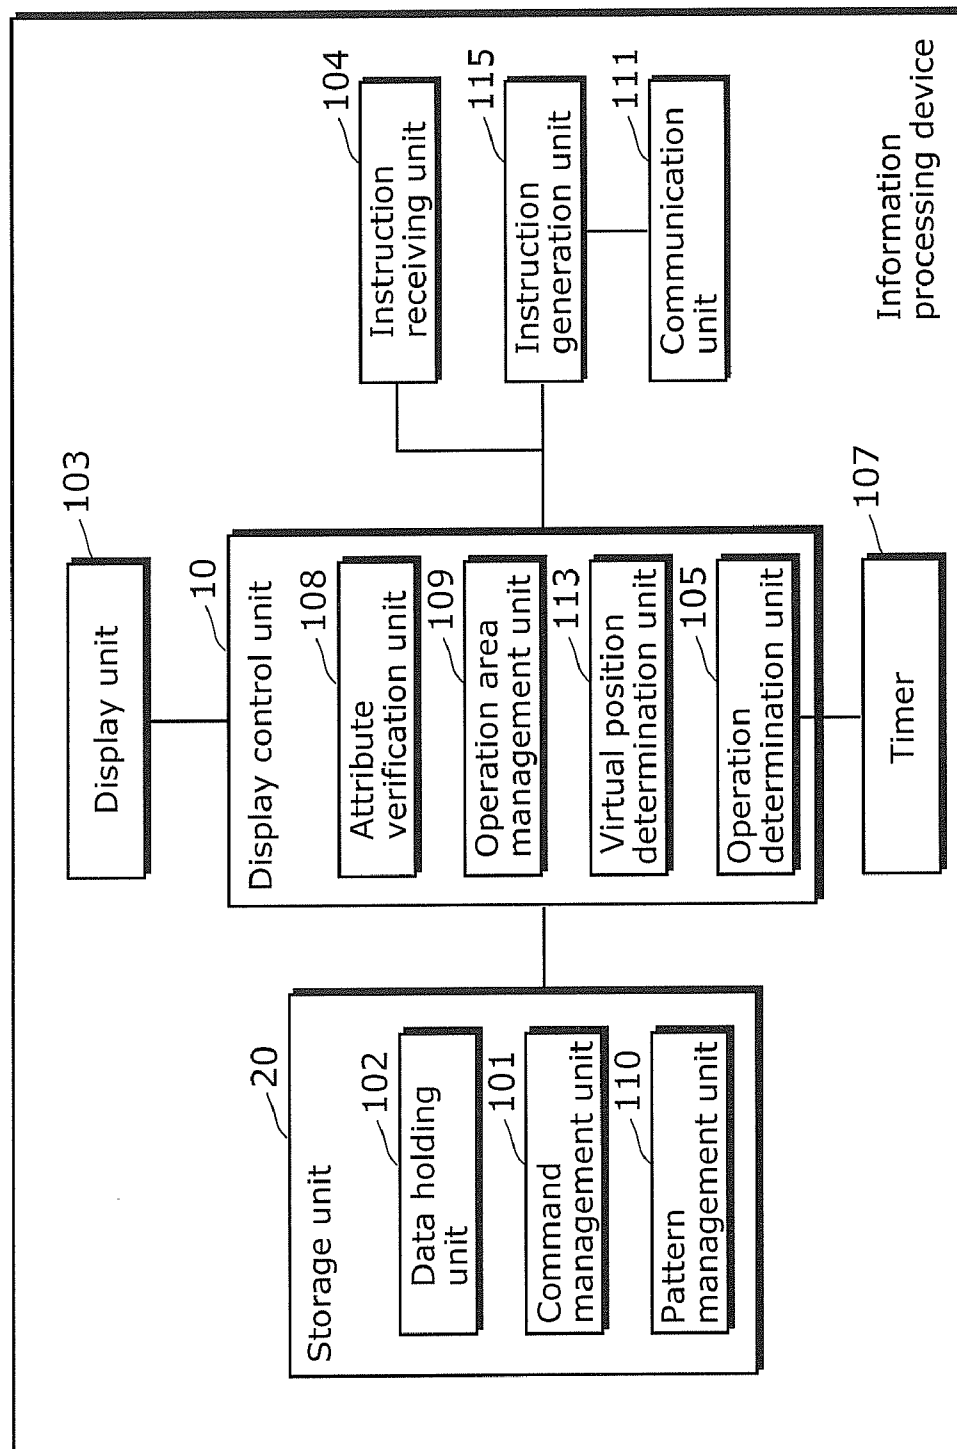 103
Display unit
10
Display control unit
108
Attribute
verification unit
109
Operation area
management unit
113
Virtual position
determination unit
105
Operation
determination unit
107
Timer
20
Storage unit
102
Data holding
unit
101
Command
management unit
110
Pattern
management unit
104
Instruction
receiving unit
115
Instruction
generation unit
111
Communication
unit
Information
processing device